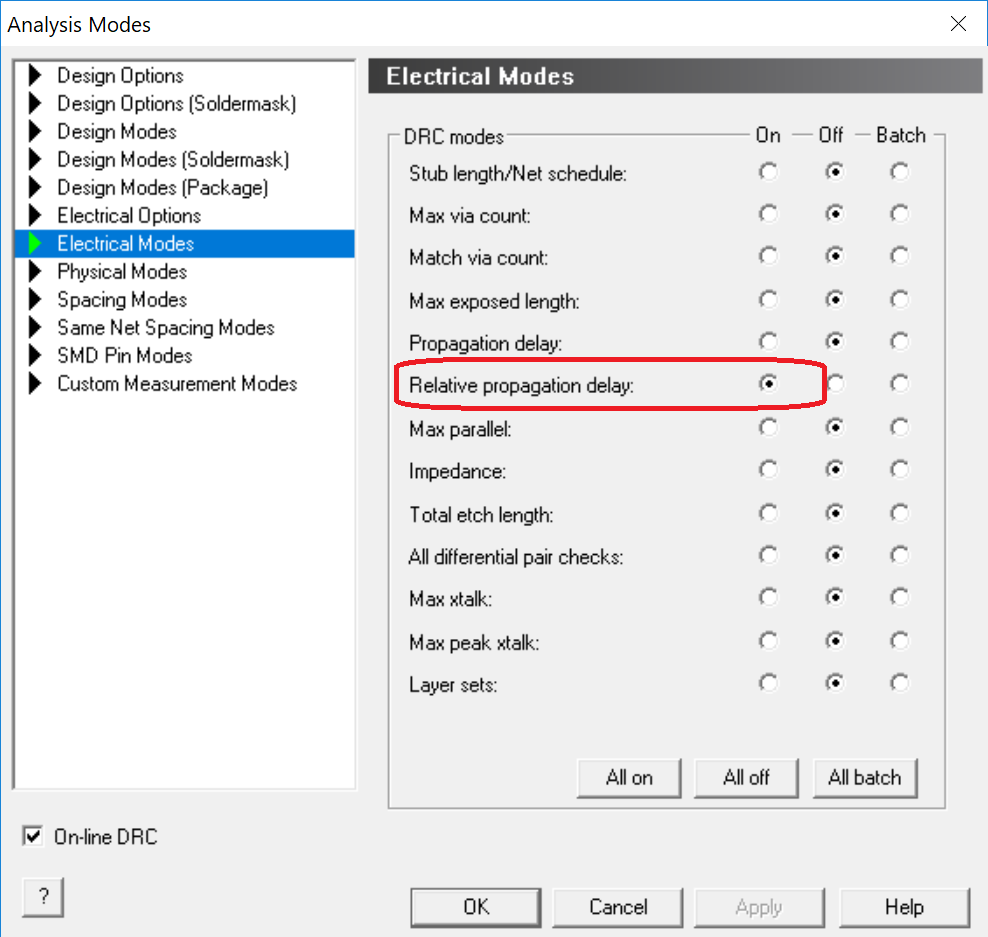 Analysis Modes
Design Options
Design Options (Soldermask)
Design Modes
Design Modes (Soldermask)
Design Modes (Package)
Electrical Options
Electrical Modes
Physical Modes
Spacing Modes
Same Net Spacing Modes
SMD Pin Modes
Custom Measurement Modes
Electrical Modes
DRC modes On Off Batch
Stub length/Net schedule:
Max via count:
Match via count:
Max exposed length:
Propagation delay:
Relative propagation delay:
Max parallel:
Impedance:
Total etch length:
All differential pair checks:
Max xtalk:
Max peak xtalk:
Layer sets:
All on All off All batch
On-line DRC
?
OK Cancel Apply Help